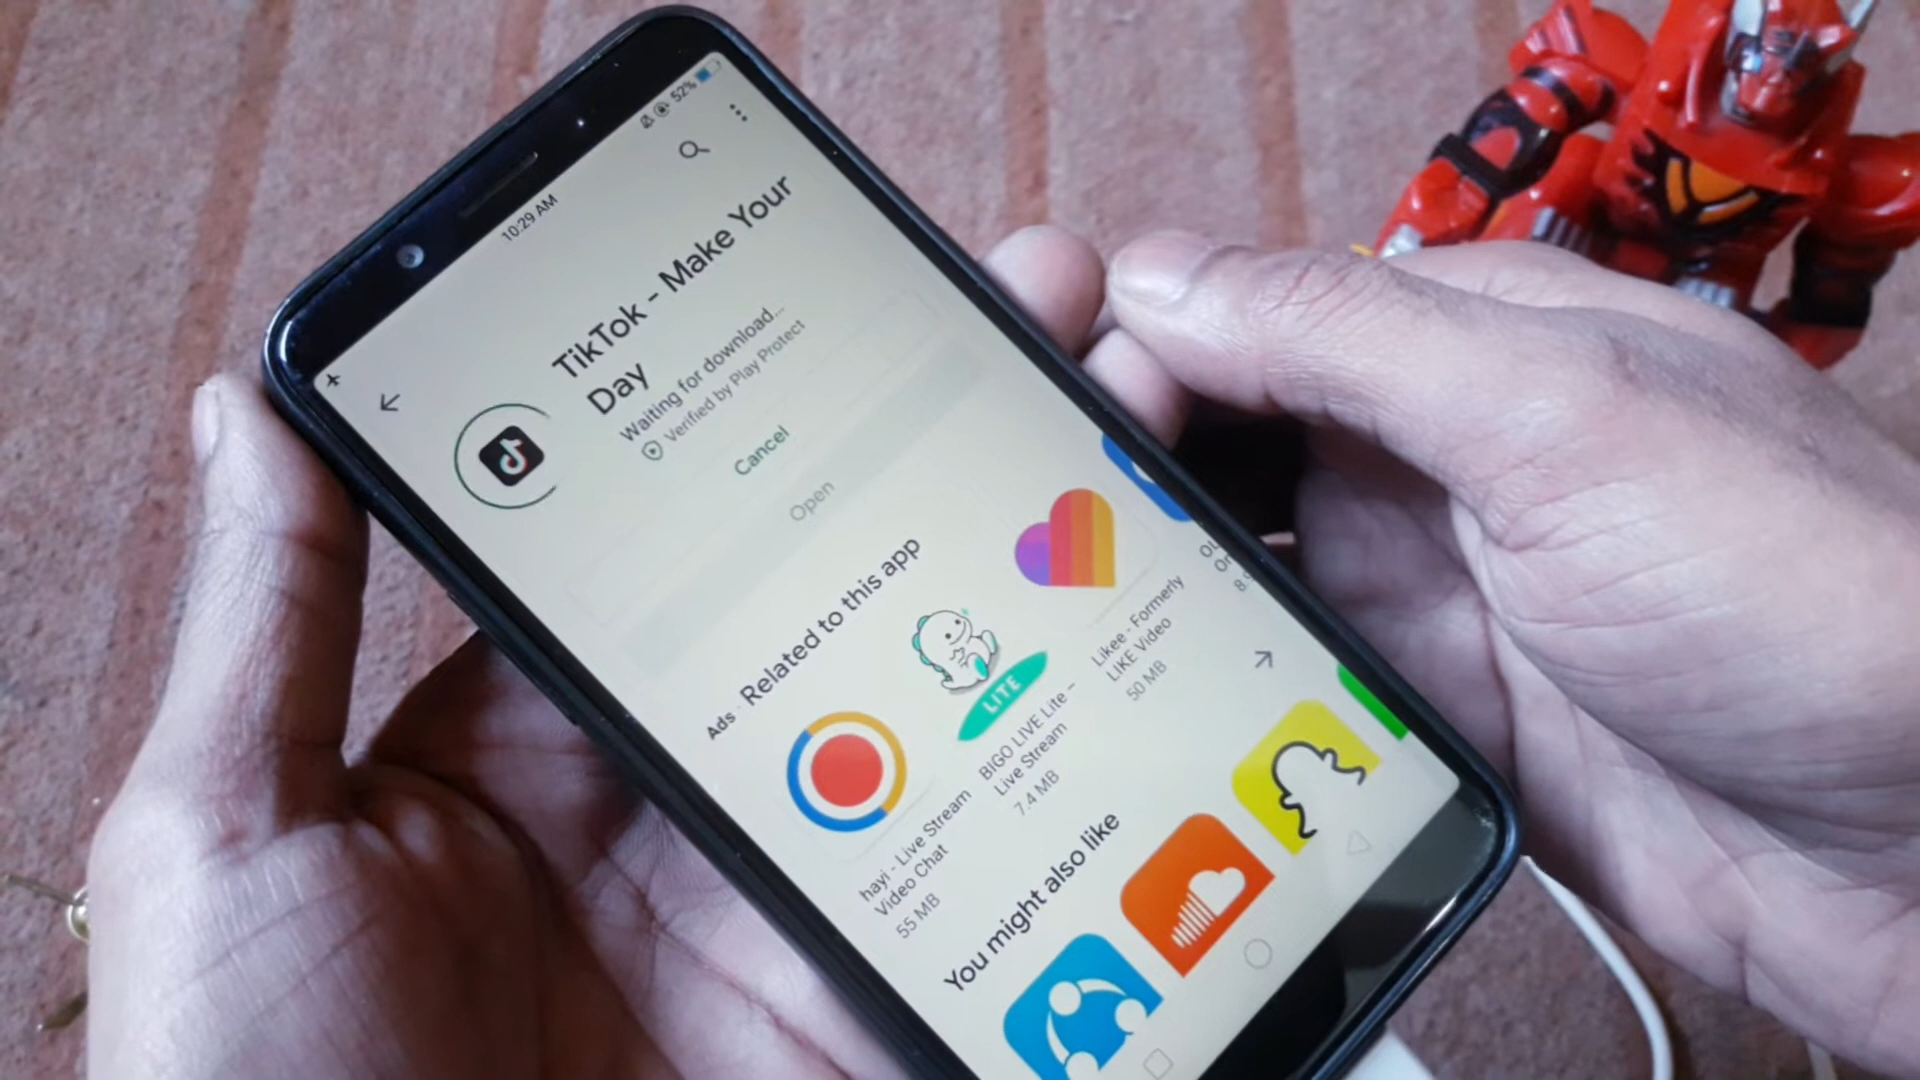 10:29 AM
52%
TikTok - Make Your
Day
Waiting for download...
Verified by Play Protect
Cancel
Open
Ads · Related to this app
hayi - Live Stream
Video Chat
55 MB
LITE
BIGO LIVE Lite –
Live Stream
7.4 MB
Likee - Formerly
LIKE Video
50 MB
You might also like